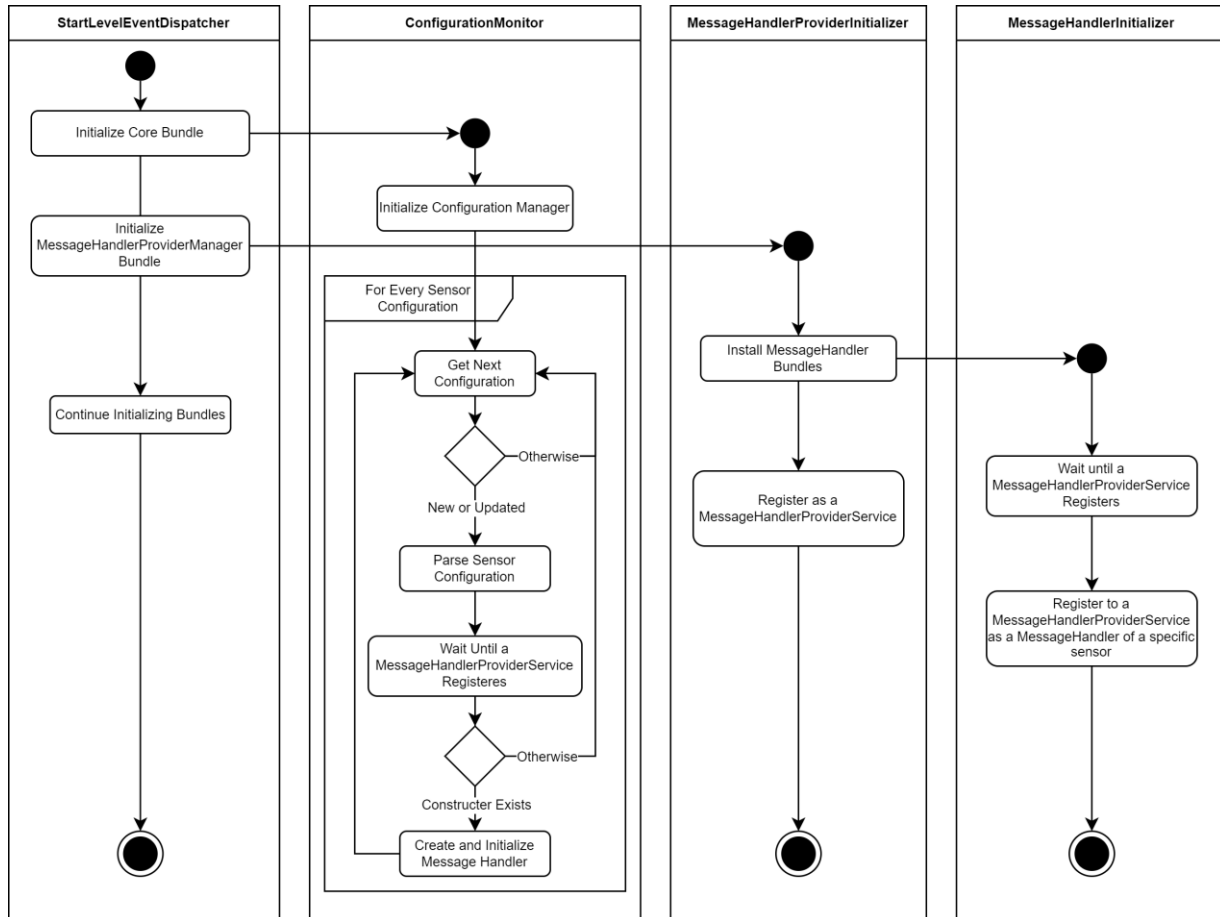 StartLevelEventDispatcher
ConfigurationMonitor
MessageHandlerProviderInitializer
MessageHandlerInitializer
Initialize Core Bundle
Initialize
MessageHandlerProviderManager
Bundle
Continue Initializing Bundles
Initialize Configuration Manager
For Every Sensor
Configuration
Get Next
Configuration
Otherwise
New or Updated
Parse Sensor
Configuration
Wait Until a
MessageHandlerProviderService
Registeres
Otherwise
Constructer Exists
Create and Initialize
Message Handler
Install MessageHandler
Bundles
Register as a
MessageHandlerProviderService
Wait until a
MessageHandlerProviderService
Registers
Register to a
MessageHandlerProviderService
as a MessageHandler of a specific
sensor